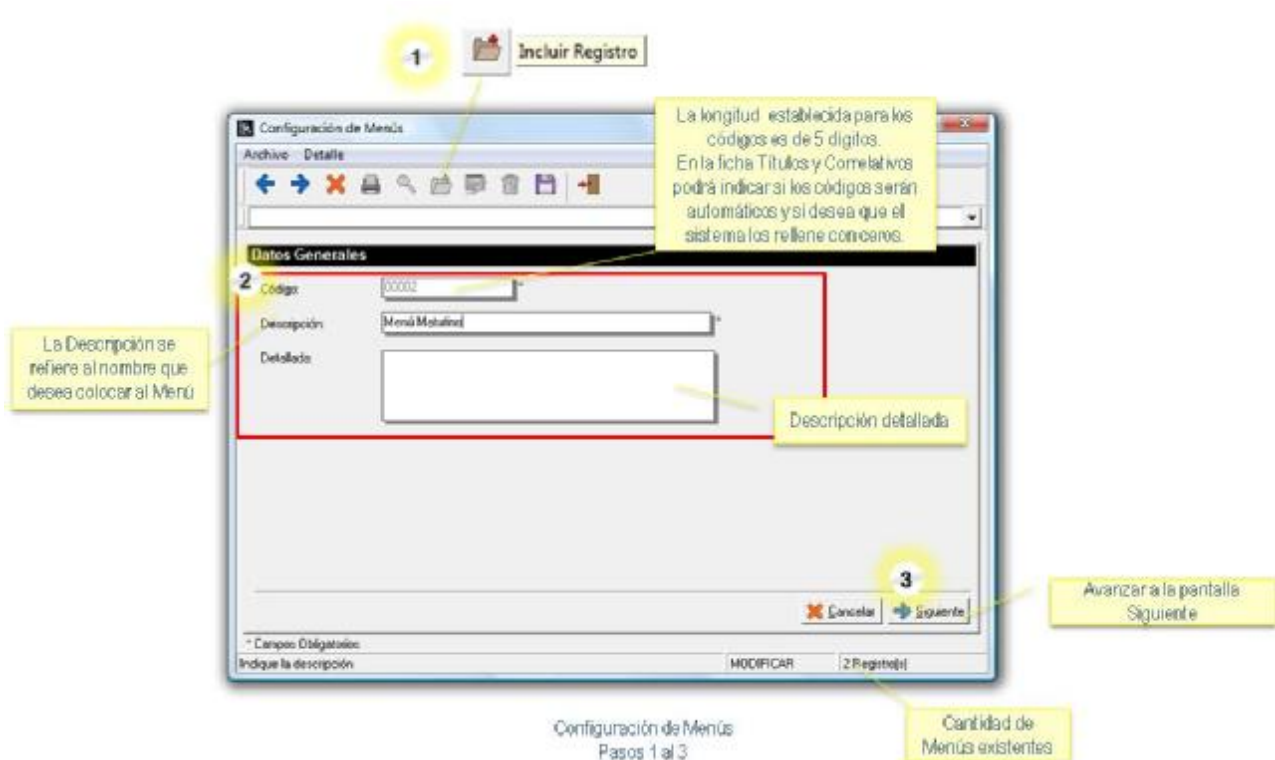 1
Incluir Registro
La longitud establecida para los
códigos es de 5 dígitos.
En la ficha Títulos y Correlativos
podrá indicar si los códigos serán
automáticos y si desea que el
sistema los rellene con ceros.
Configuración de Menús
Archivo Detalle
Datos Generales
2
Código
00002
*
Descripción
Menú Matutino
*
Detallada
La Descripción se
refiere al nombre que
desea colocar al Menú
Descripción detallada
3
Cancelar
Siguiente
Avanzar a la pantalla
Siguiente
* Campos Obligatorios
Indique la descripción
MODIFICAR
2 Registro(s)
Configuración de Menús
Pasos 1 al 3
Cantidad de
Menús existentes